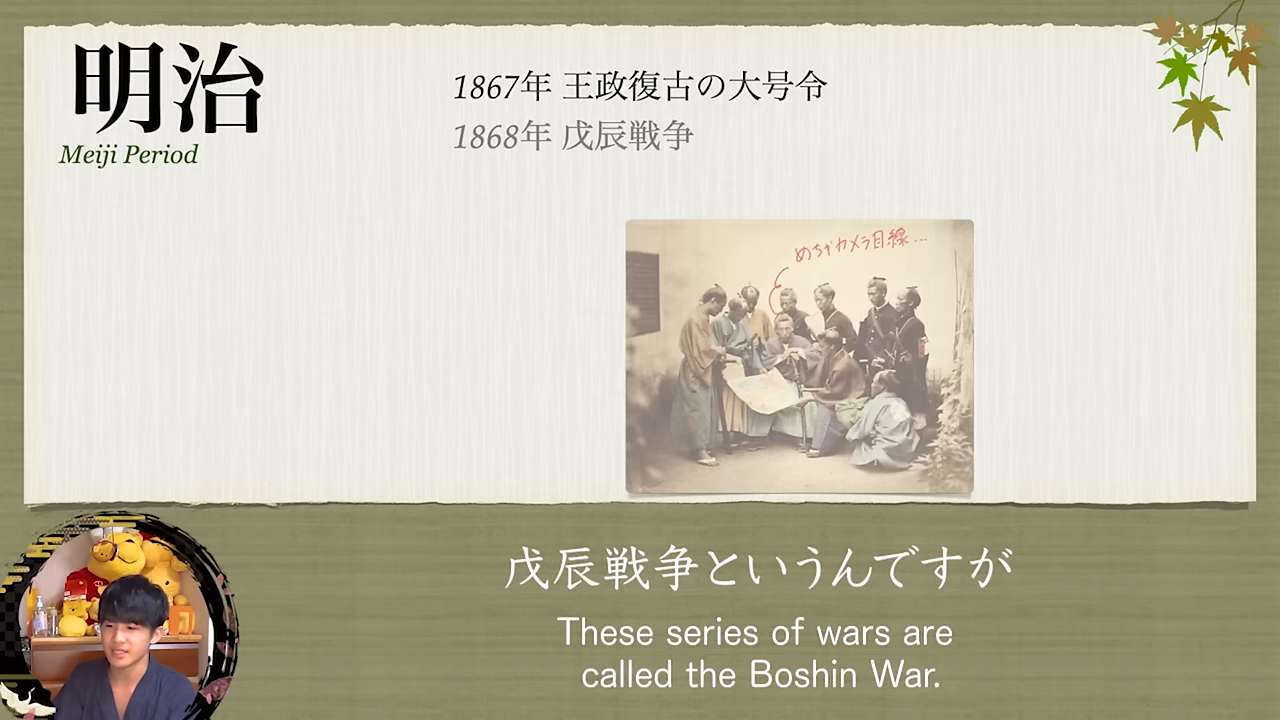 明治
Meiji Period
1867年 王政復古の大号令
1868年 戊辰戦争
めちゃカメラ目線...
戊辰戦争というんですが
These series of wars are
called the Boshin War.